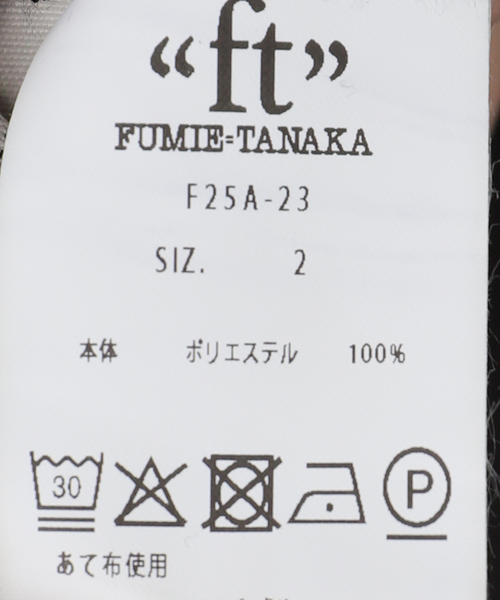 “ft”
FUMIE=TANAKA
F25A-23
SIZ. 2
本体 ポリエステル 100%
30 P
あて布使用